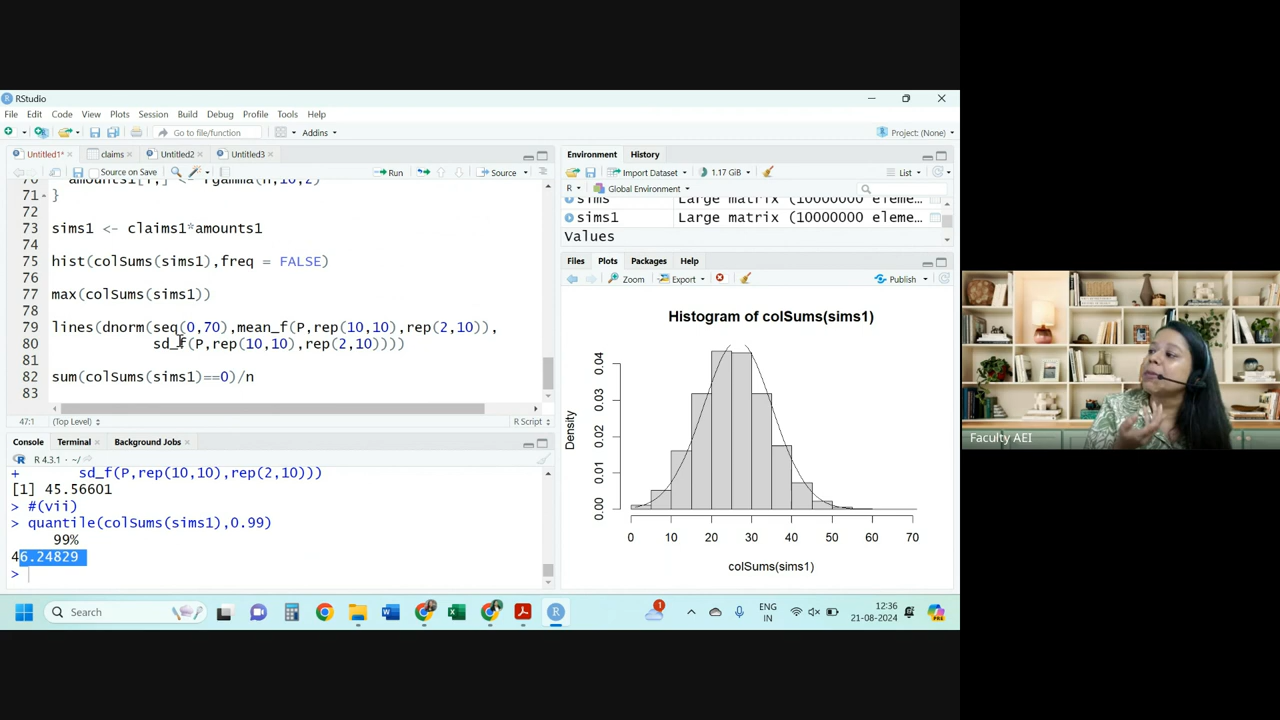 RStudio
File Edit Code View Plots Session Build Debug Profile Tools Help
Go to file/function
Addins
Project: (None)
Untitled1*
claims
Untitled2
Untitled3
Source on Save
Run
Source
71 }
72
73 sims1 <- claims1*amounts1
74
75 hist(colSums(sims1),freq = FALSE)
76
77 max(colSums(sims1))
78
79 lines(dnorm(seq(0,70),mean_f(P,rep(10,10),rep(2,10)),
80 sd_f(P,rep(10,10),rep(2,10))))
81
82 sum(colSums(sims1)==0)/n
83
47:1
(Top Level)
R Script
Console Terminal Background Jobs
R 4.3.1 · ~/
+ sd_f(P,rep(10,10),rep(2,10)))
[1] 45.56601
> #(vii)
> quantile(colSums(sims1),0.99)
99%
46.24829
>
Environment History
Import Dataset
1.17 GiB
List
R
Global Environment
sims Large matrix (10000000 eleme…
sims1 Large matrix (10000000 eleme…
Values
Files Plots Packages Help
Zoom
Export
Publish
Histogram of colSums(sims1)
Density
0.00 0.01 0.02 0.03 0.04
0 10 20 30 40 50 60 70
colSums(sims1)
Faculty AEI
Search
ENG
IN
12:36
21-08-2024